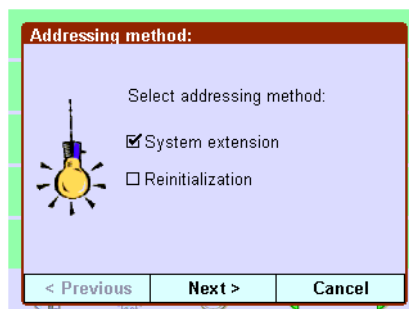 Addressing method:
Select addressing method:
System extension
Reinitialization
< Previous
Next >
Cancel